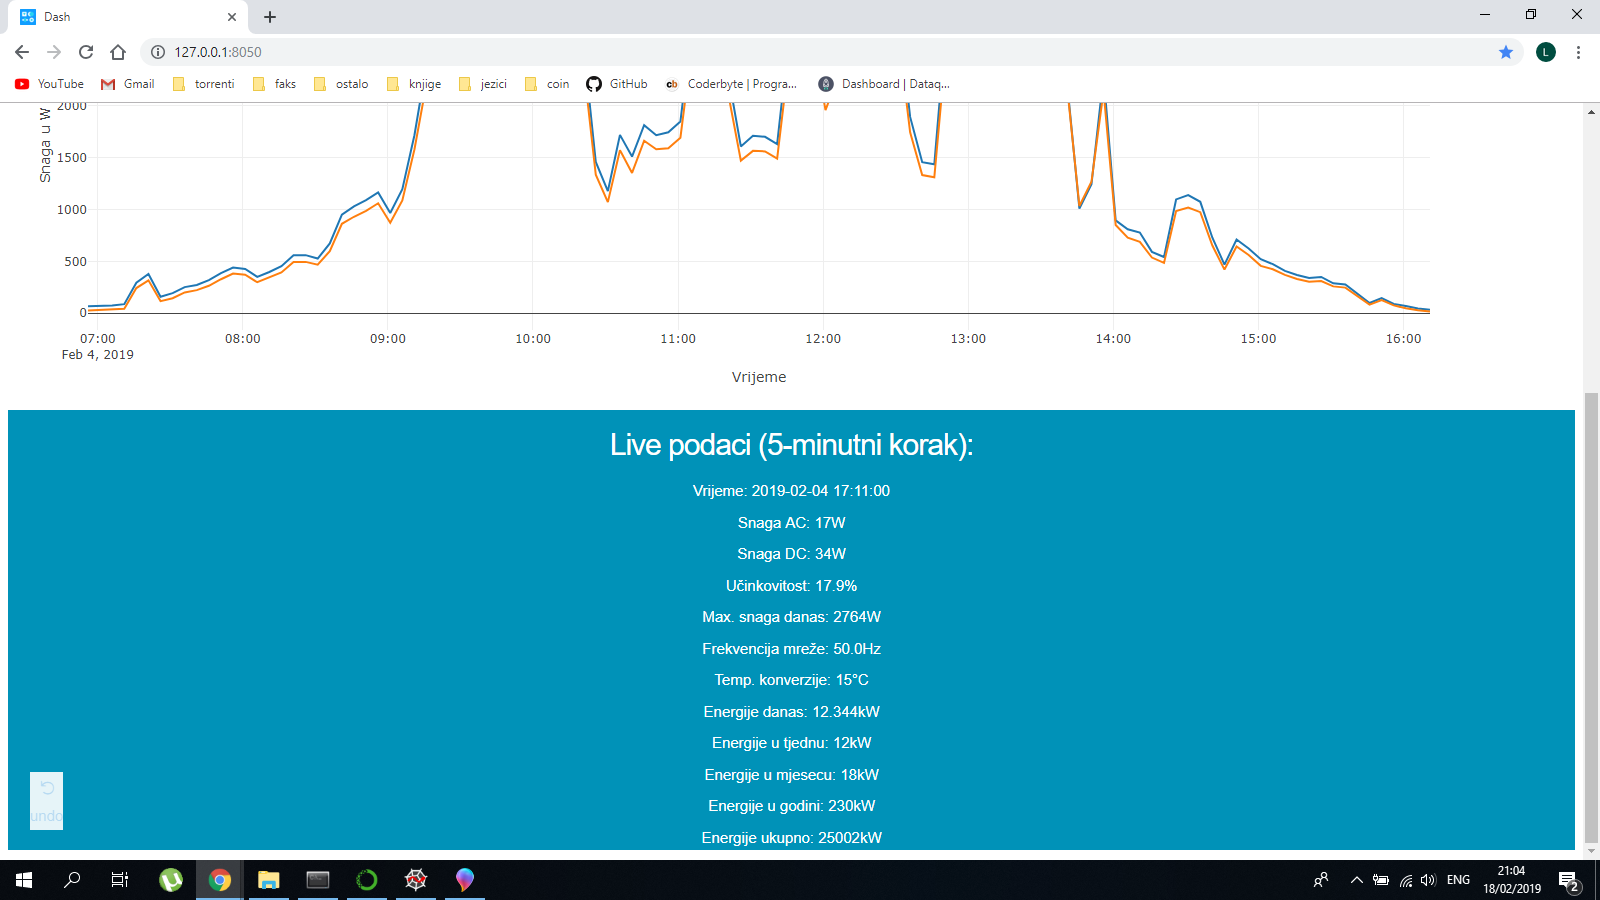 Dash
127.0.0.1:8050
L
YouTube
Gmail
torrenti
faks
ostalo
knjige
jezici
coin
GitHub
cb
Coderbyte | Progra...
Dashboard | Dataq...
Snaga u W
2000
1500
1000
500
0
07:00
08:00
09:00
10:00
11:00
12:00
13:00
14:00
15:00
16:00
Feb 4, 2019
Vrijeme
Live podaci (5-minutni korak):
Vrijeme: 2019-02-04 17:11:00
Snaga AC: 17W
Snaga DC: 34W
Učinkovitost: 17.9%
Max. snaga danas: 2764W
Frekvencija mreže: 50.0Hz
Temp. konverzije: 15°C
Energije danas: 12.344kW
Energije u tjednu: 12kW
Energije u mjesecu: 18kW
Energije u godini: 230kW
Energije ukupno: 25002kW
undo
ENG
21:04
18/02/2019
2